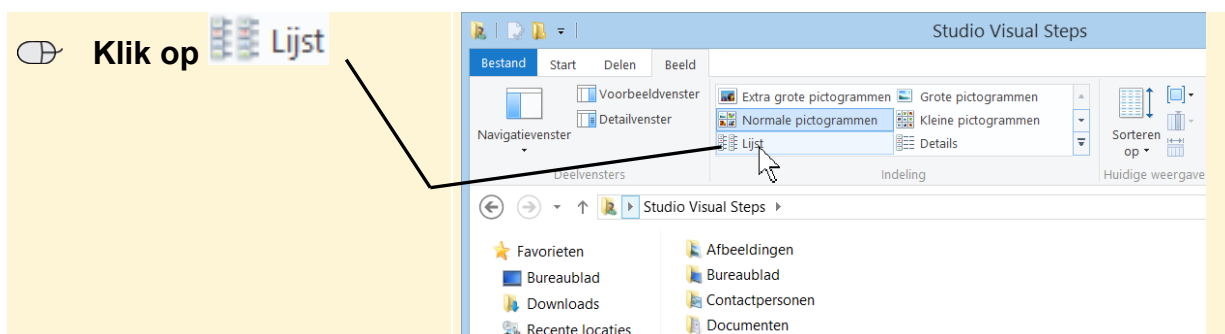 Klik op Lijst
Studio Visual Steps
Bestand Start Delen Beeld
Voorbeeldvenster
Detailvenster
Navigatievenster
Deelvensters
Extra grote pictogrammen Grote pictogrammen
Normale pictogrammen Kleine pictogrammen
Lijst Details
Indeling
Sorteren
op
Huidige weergave
Studio Visual Steps
Favorieten
Bureaublad
Downloads
Recente locaties
Afbeeldingen
Bureaublad
Contactpersonen
Documenten